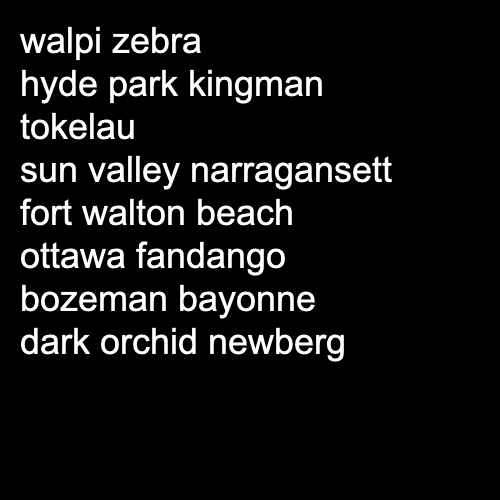 walpi zebra
hyde park kingman
tokelau
sun valley narragansett
fort walton beach
ottawa fandango
bozeman bayonne
dark orchid newberg